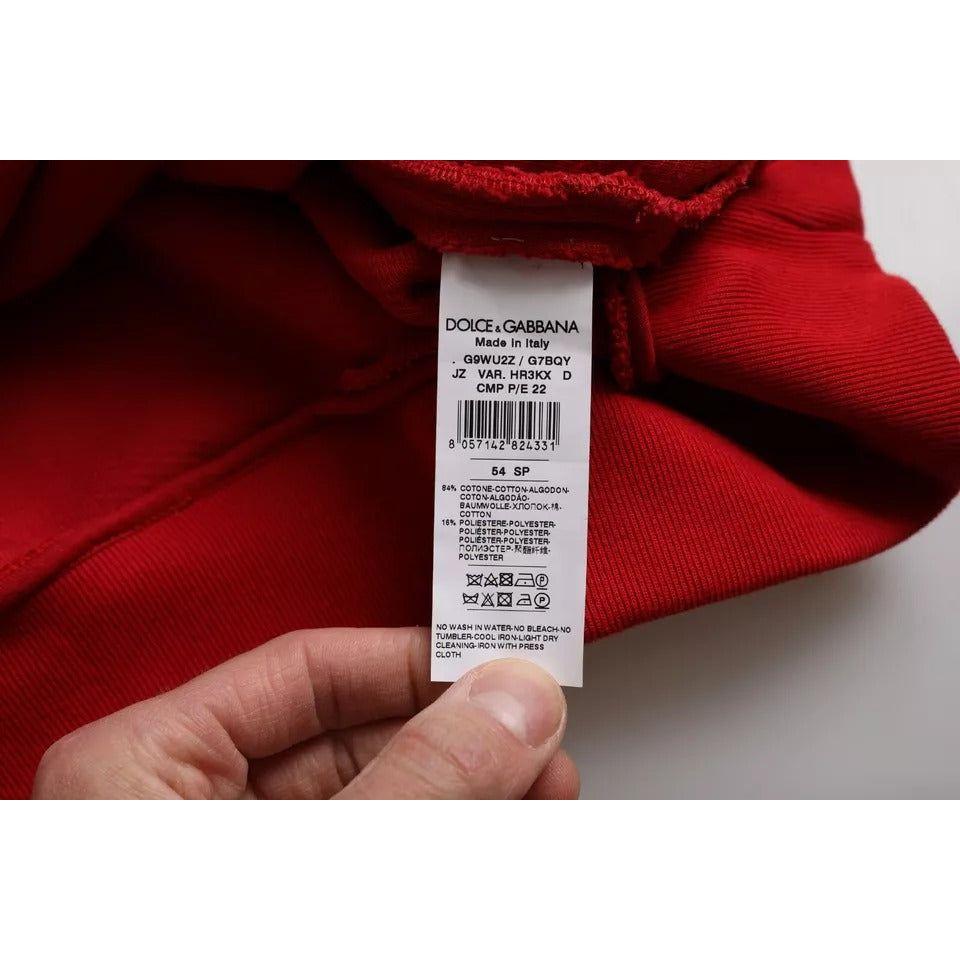 DOLCE & GABBANA
Made in Italy
. G9WU2Z / G7BQY
JZ VAR. HR3KX D
CMP P/E 22
8 057142 824331
54 SP
84% COTONE-COTTON-ALGODON-
COTON-ALGODÃO-
BAUMWOLLE-ХЛОПОК-棉-
COTTON
16% POLIESTERE-POLYESTER-
POLIÉSTER-POLYESTER-
POLIÉSTER-POLYESTER-
ПОЛИЭСТЕР-聚酯纤维-
POLYESTER
NO WASH IN WATER-NO BLEACH-NO
TUMBLER-COOL IRON-LIGHT DRY
CLEANING-IRON WITH PRESS
CLOTH